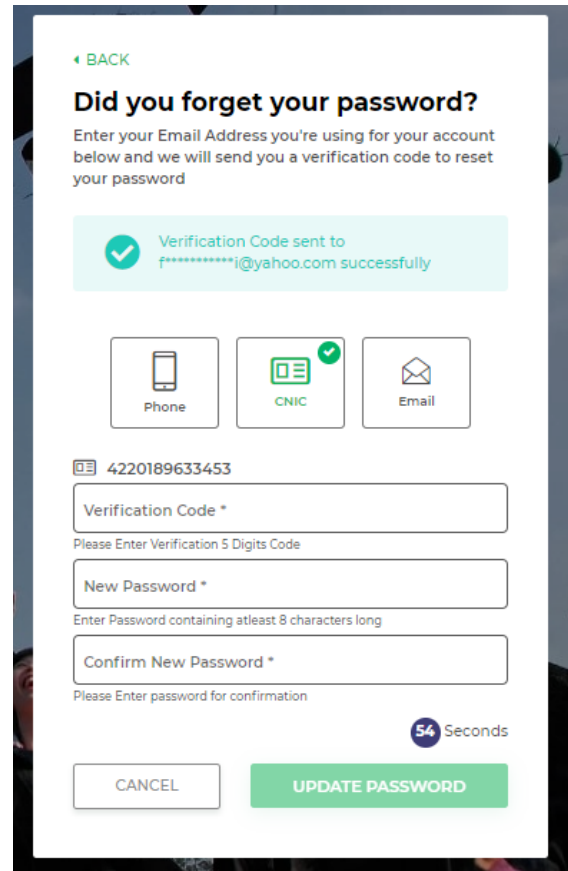 BACK
Did you forget your password?
Enter your Email Address you're using for your account
below and we will send you a verification code to reset
your password
Verification Code sent to
f***********i@yahoo.com successfully
Phone
CNIC
Email
4220189633453
Verification Code *
Please Enter Verification 5 Digits Code
New Password *
Enter Password containing atleast 8 characters long
Confirm New Password *
Please Enter password for confirmation
54 Seconds
CANCEL
UPDATE PASSWORD